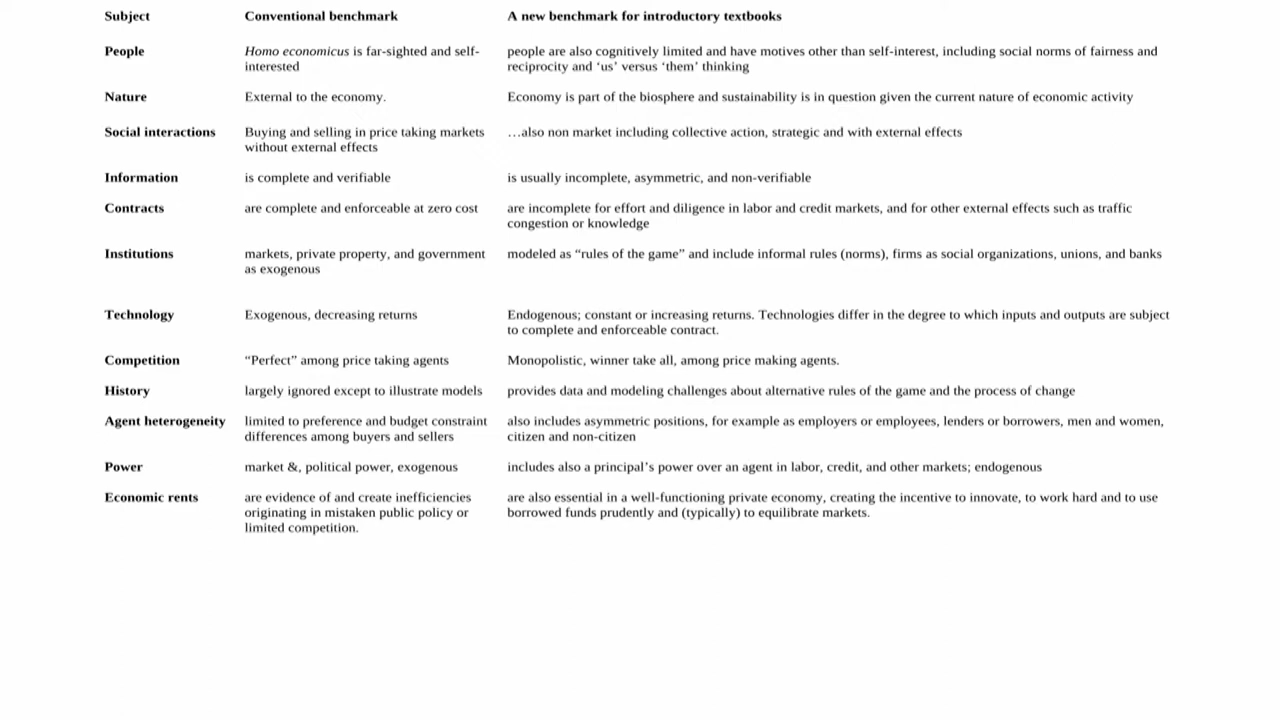 Subject Conventional benchmark A new benchmark for introductory textbooks
People Homo economicus is far-sighted and self- people are also cognitively limited and have motives other than self-interest, including social norms of fairness and
interested reciprocity and ‘us’ versus ‘them’ thinking
Nature External to the economy. Economy is part of the biosphere and sustainability is in question given the current nature of economic activity
Social interactions Buying and selling in price taking markets …also non market including collective action, strategic and with external effects
without external effects
Information is complete and verifiable is usually incomplete, asymmetric, and non-verifiable
Contracts are complete and enforceable at zero cost are incomplete for effort and diligence in labor and credit markets, and for other external effects such as traffic
congestion or knowledge
Institutions markets, private property, and government modeled as “rules of the game” and include informal rules (norms), firms as social organizations, unions, and banks
as exogenous
Technology Exogenous, decreasing returns Endogenous; constant or increasing returns. Technologies differ in the degree to which inputs and outputs are subject
to complete and enforceable contract.
Competition “Perfect” among price taking agents Monopolistic, winner take all, among price making agents.
History largely ignored except to illustrate models provides data and modeling challenges about alternative rules of the game and the process of change
Agent heterogeneity limited to preference and budget constraint also includes asymmetric positions, for example as employers or employees, lenders or borrowers, men and women,
differences among buyers and sellers citizen and non-citizen
Power market &, political power, exogenous includes also a principal’s power over an agent in labor, credit, and other markets; endogenous
Economic rents are evidence of and create inefficiencies are also essential in a well-functioning private economy, creating the incentive to innovate, to work hard and to use
originating in mistaken public policy or borrowed funds prudently and (typically) to equilibrate markets.
limited competition.